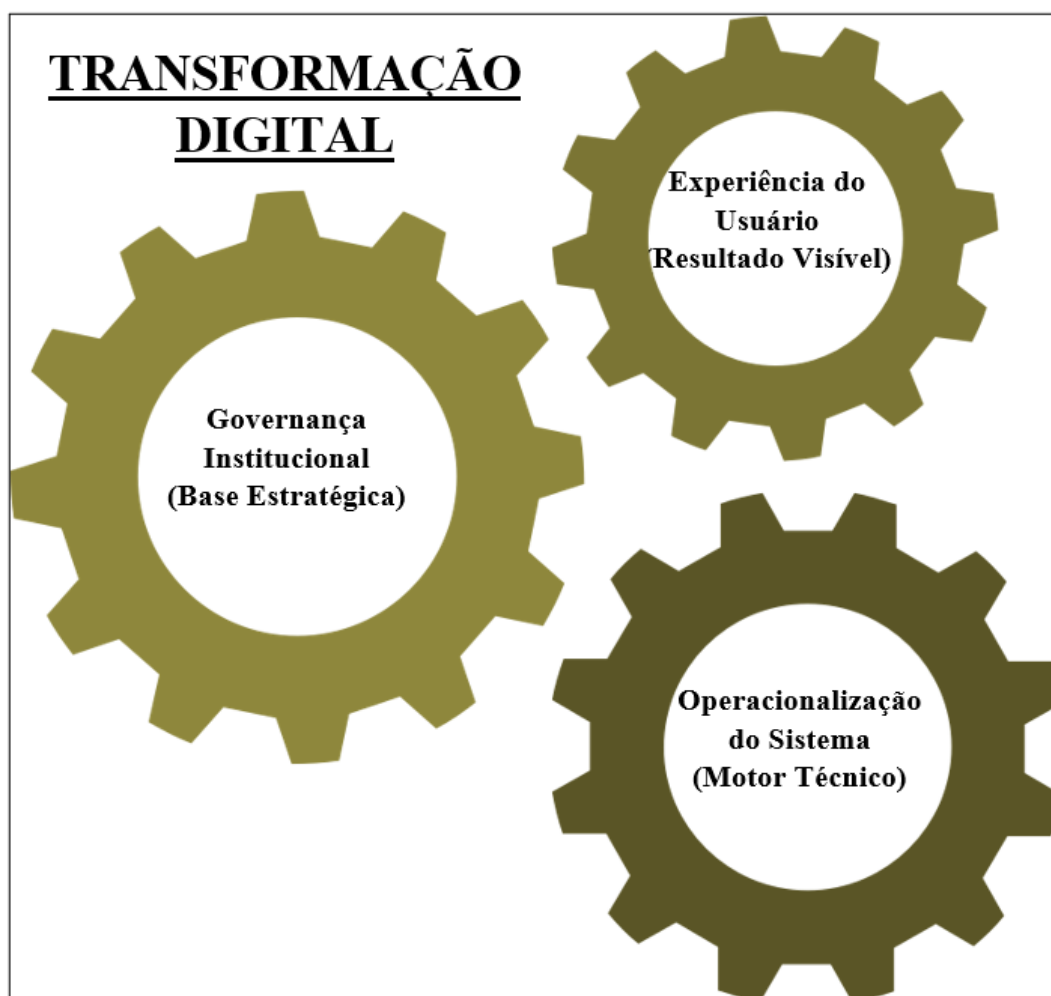 TRANSFORMAÇÃO
DIGITAL
Experiência do
Usuário
(Resultado Visível)
Governança
Institucional
(Base Estratégica)
Operacionalização
do Sistema
(Motor Técnico)